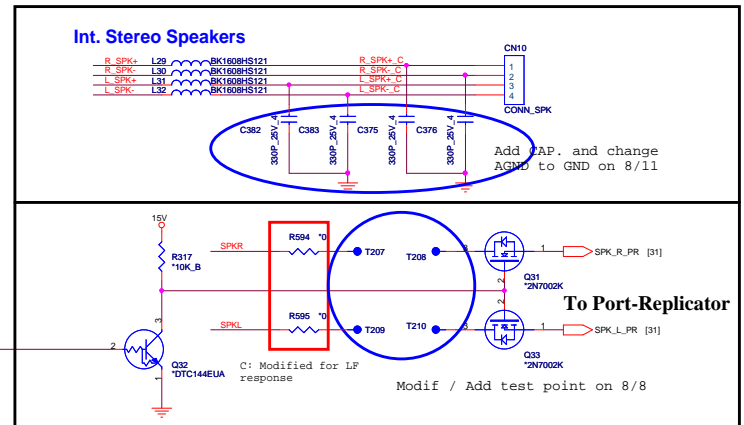 Int. Stereo Speakers
CN10
R_SPK+ L29 BK1608HS121 R_SPK+_C 1
R_SPK- L30 BK1608HS121 R_SPK-_C 2
L_SPK+ L31 BK1608HS121 L_SPK+_C 3
L_SPK- L32 BK1608HS121 L_SPK-_C 4
CONN_SPK
C382 330P_25V_4
C383 330P_25V_4
C375 330P_25V_4
C376 330P_25V_4
Add CAP. and change
AGND to GND on 8/11
15V
R317
*10K_B
SPKR R594 *0 T207 T208 3 1 SPK_R_PR [31]
Q31
*2N7002K
2
2
To Port-Replicator
SPKL R595 *0 T209 T210 3 1 SPK_L_PR [31]
Q33
*2N7002K
3
2
1
Q32
*DTC144EUA
C: Modified for LF
response
Modif / Add test point on 8/8